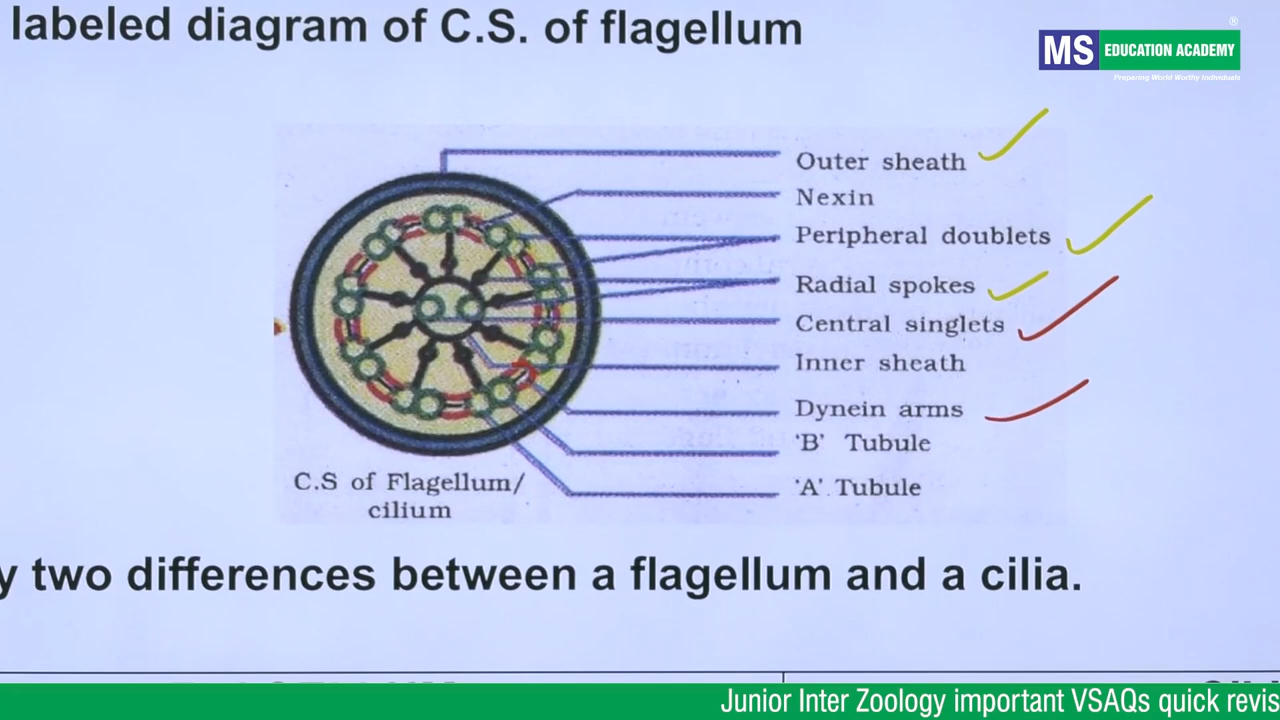 labeled diagram of C.S. of flagellum
MS EDUCATION ACADEMY ®
Preparing World Worthy Individuals
Outer sheath
Nexin
Peripheral doublets
Radial spokes
Central singlets
Inner sheath
Dynein arms
'B' Tubule
'A' Tubule
C.S of Flagellum/
cilium
y two differences between a flagellum and a cilia.
Junior Inter Zoology important VSAQs quick revis